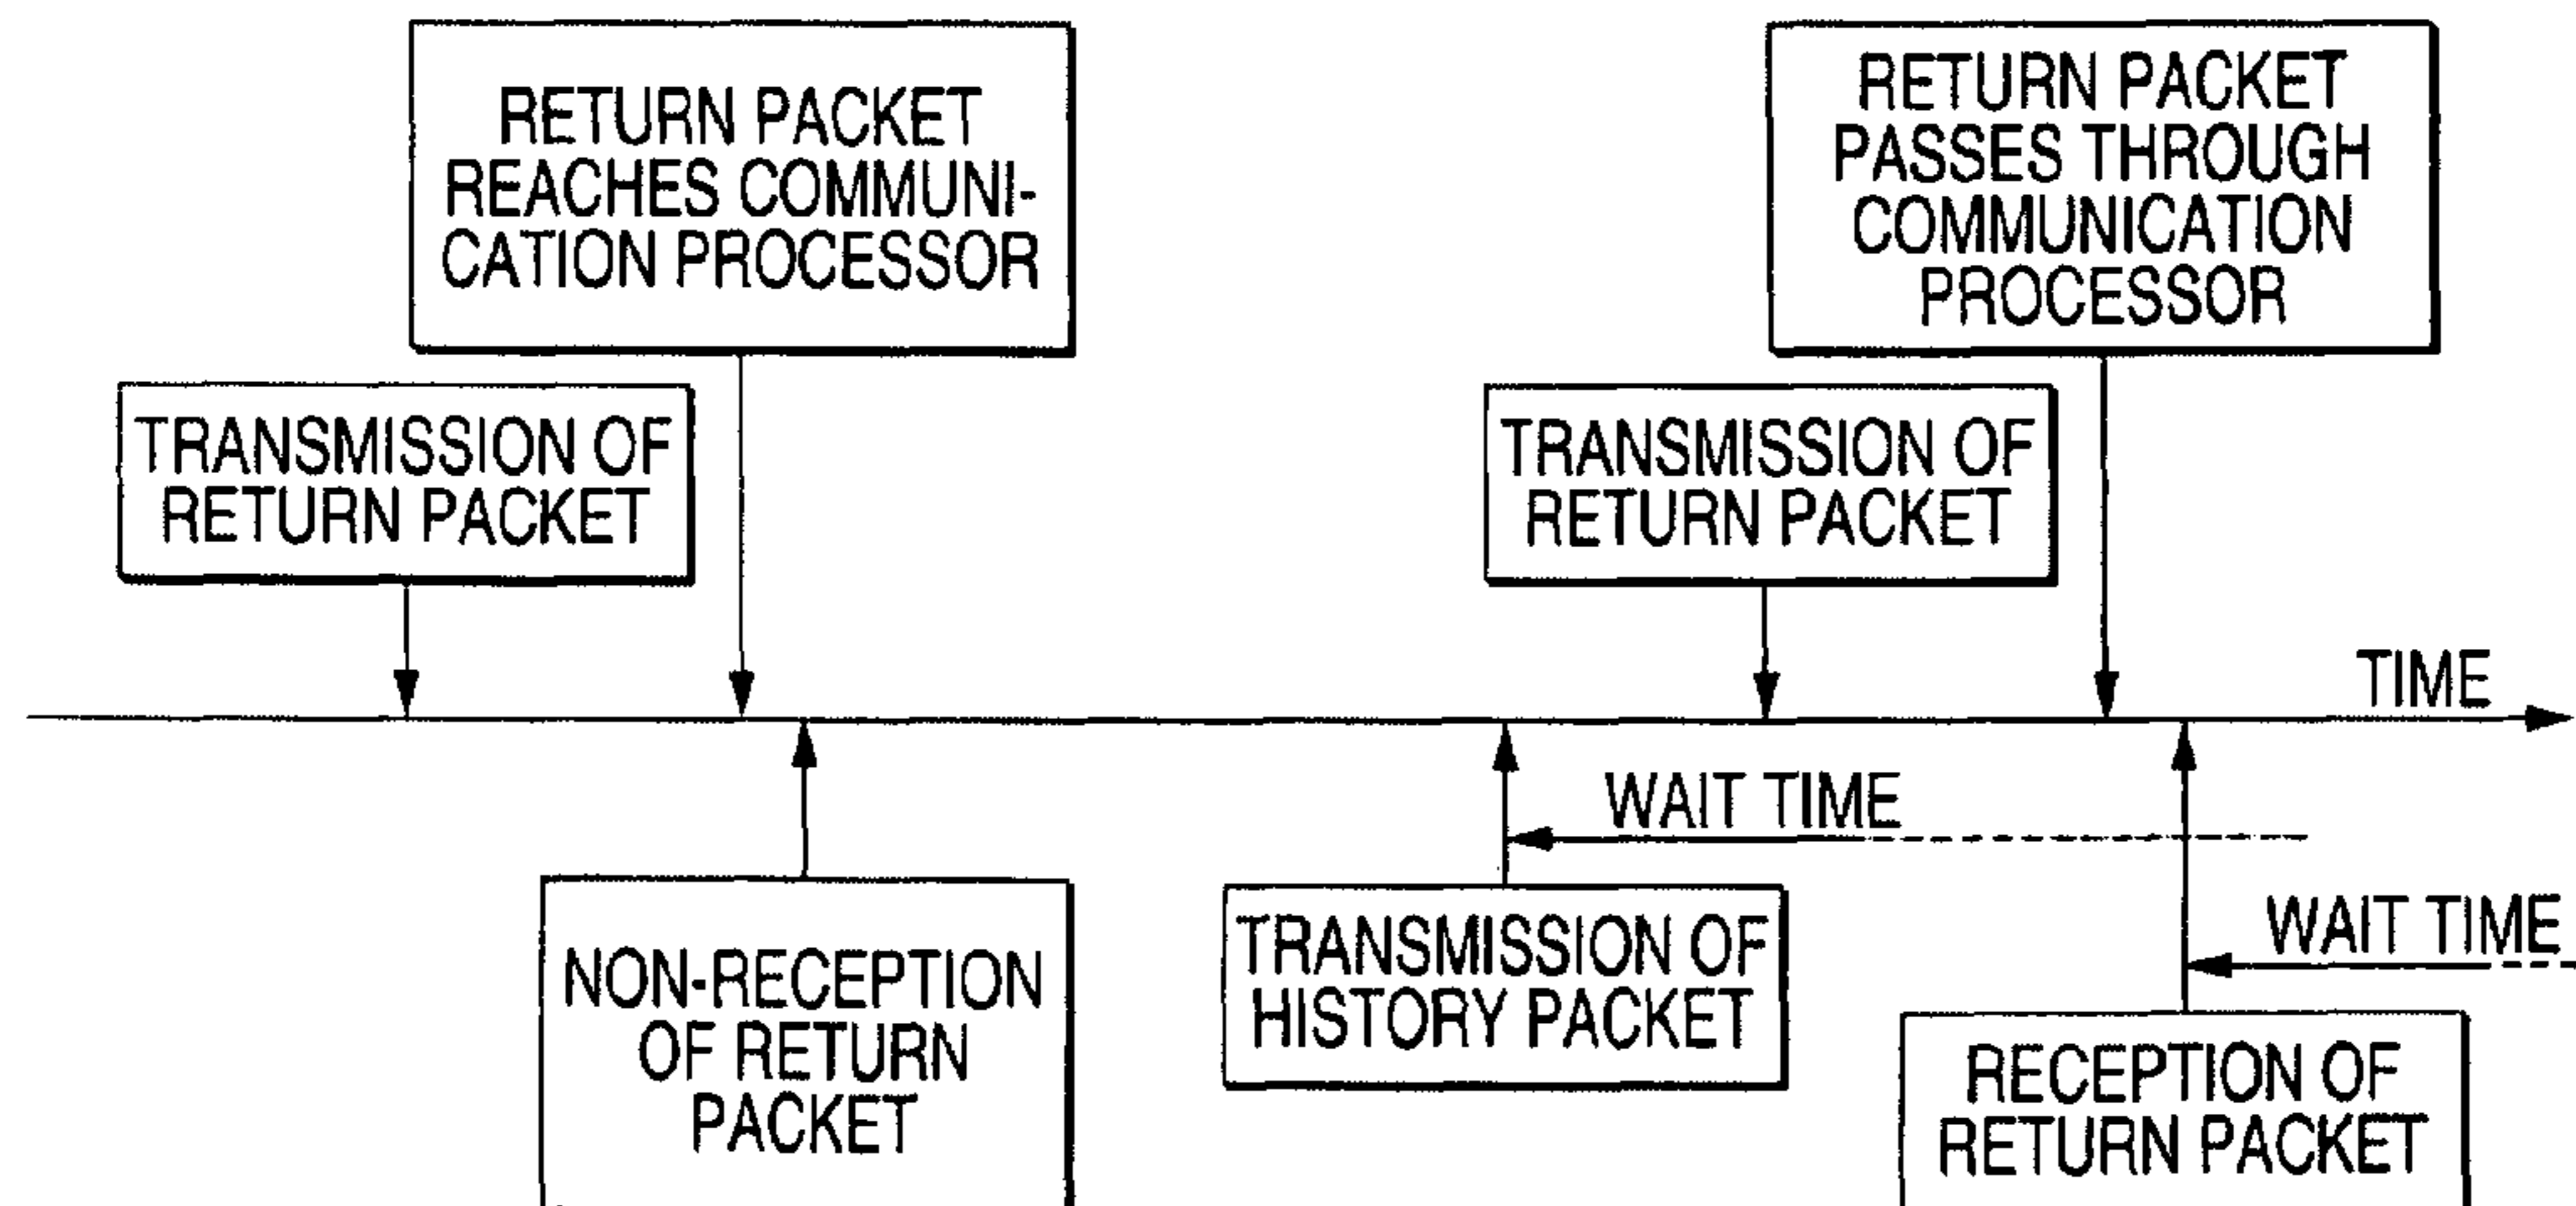 RETURN PACKET
REACHES COMMUNI-
CATION PROCESSOR
RETURN PACKET
PASSES THROUGH
COMMUNICATION
PROCESSOR
TRANSMISSION OF
RETURN PACKET
TRANSMISSION OF
RETURN PACKET
TIME
WAIT TIME
WAIT TIME
NON-RECEPTION
OF RETURN
PACKET
TRANSMISSION OF
HISTORY PACKET
RECEPTION OF
RETURN PACKET